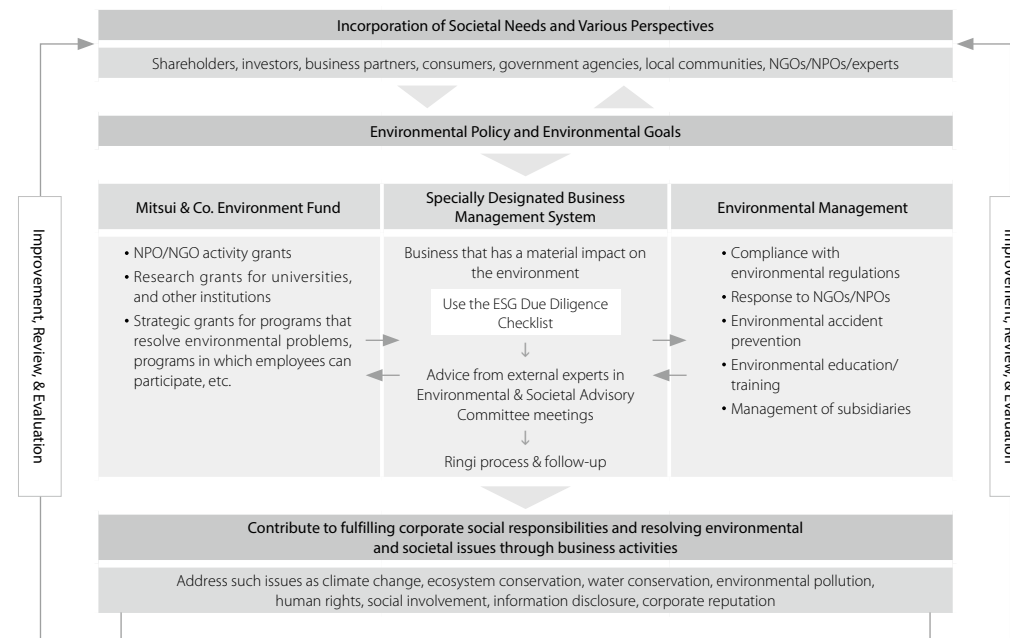 Incorporation of Societal Needs and Various Perspectives
Shareholders, investors, business partners, consumers, government agencies, local communities, NGOs/NPOs/experts
Environmental Policy and Environmental Goals
Improvement, Review, & Evaluation
Mitsui & Co. Environment Fund
• NPO/NGO activity grants
• Research grants for universities,
and other institutions
• Strategic grants for programs that
resolve environmental problems,
programs in which employees can
participate, etc.
Specially Designated Business
Management System
Business that has a material impact on
the environment
Use the ESG Due Diligence
Checklist
↓
Advice from external experts in
Environmental & Societal Advisory
Committee meetings
↓
Ringi process & follow-up
Environmental Management
• Compliance with
environmental regulations
• Response to NGOs/NPOs
• Environmental accident
prevention
• Environmental education/
training
• Management of subsidiaries
Improvement, Review, & Evaluation
Contribute to fulfilling corporate social responsibilities and resolving environmental
and societal issues through business activities
Address such issues as climate change, ecosystem conservation, water conservation, environmental pollution,
human rights, social involvement, information disclosure, corporate reputation